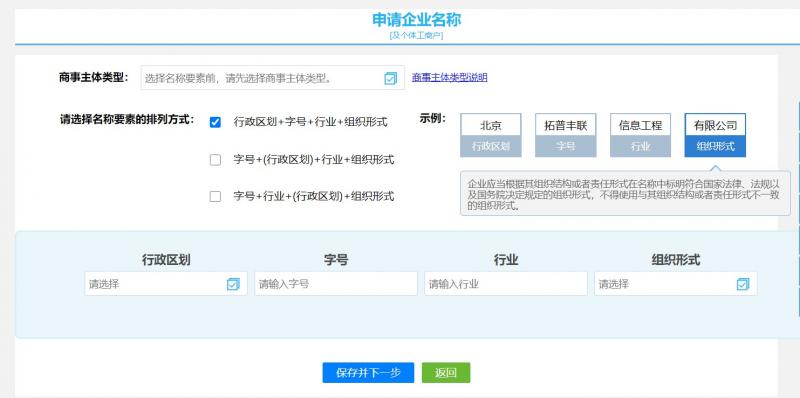 申请企业名称
[及个体工商户]
商事主体类型： 选择名称要素前，请先选择商事主体类型。 商事主体类型说明
请选择名称要素的排列方式： 行政区划+字号+行业+组织形式 示例： 北京 拓普丰联 信息工程 有限公司
行政区划 字号 行业 组织形式
字号+(行政区划)+行业+组织形式
企业应当根据其组织结构或者责任形式在名称中标明符合国家法律、法规以
及国务院决定规定的组织形式，不得使用与其组织结构或者责任形式不一致
的组织形式。
字号+行业+(行政区划)+组织形式
行政区划 字号 行业 组织形式
请选择 请输入字号 请输入行业 请选择
保存并下一步 返回